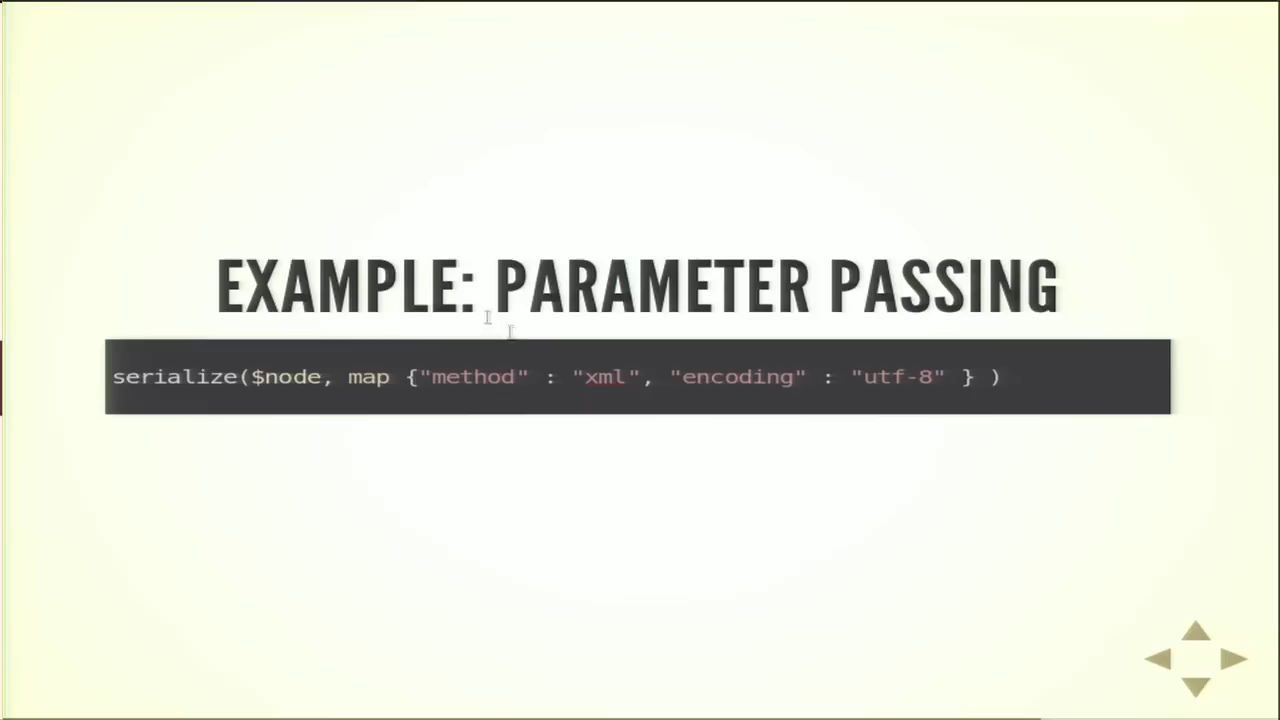 EXAMPLE: PARAMETER PASSING
serialize($node, map {"method" : "xml", "encoding" : "utf-8" } )